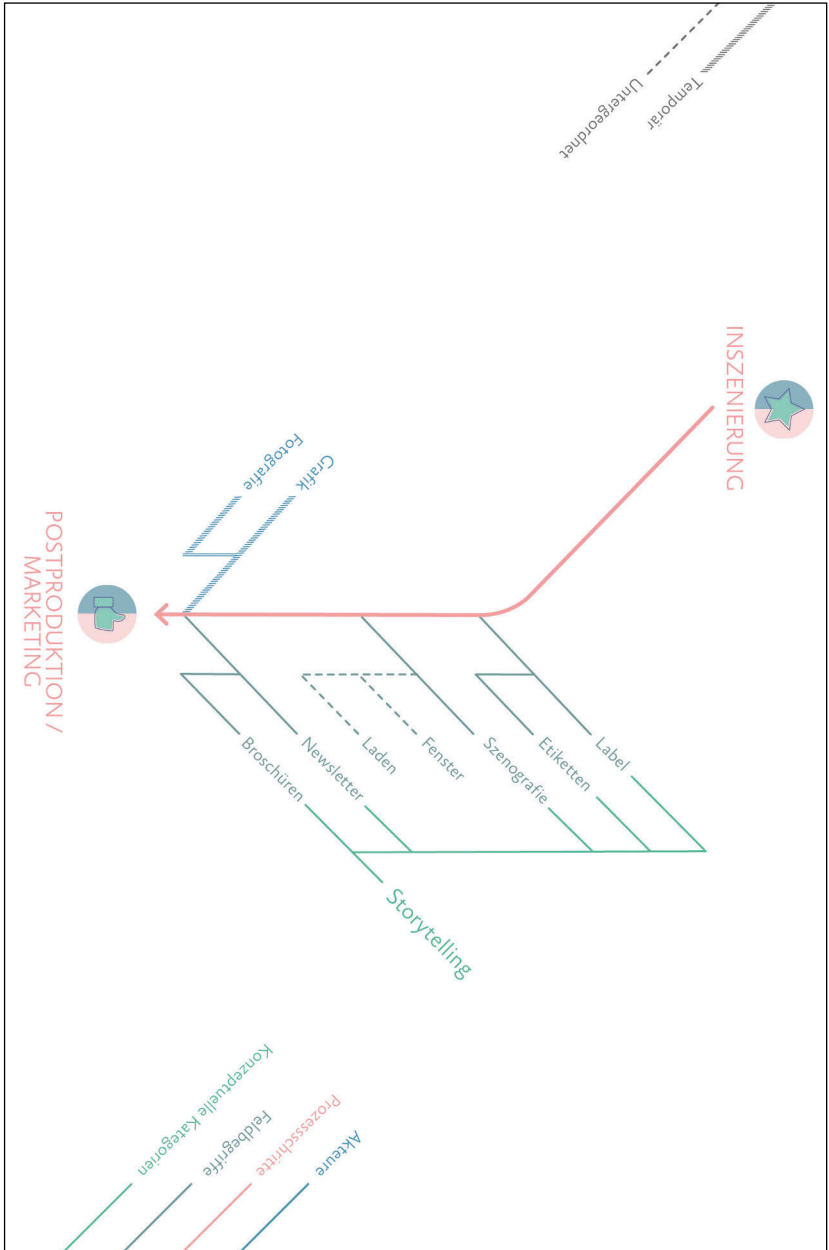 INSZENIERUNG
POSTPRODUKTION /
MARKETING
Temporär
Untergeordnet
Grafik
Fotografie
Label
Etiketten
Szenografie
Fenster
Laden
Newsletter
Broschüren
Storytelling
Akteure
Prozessschritte
Feldbegriffe
Konzeptuelle Kategorien